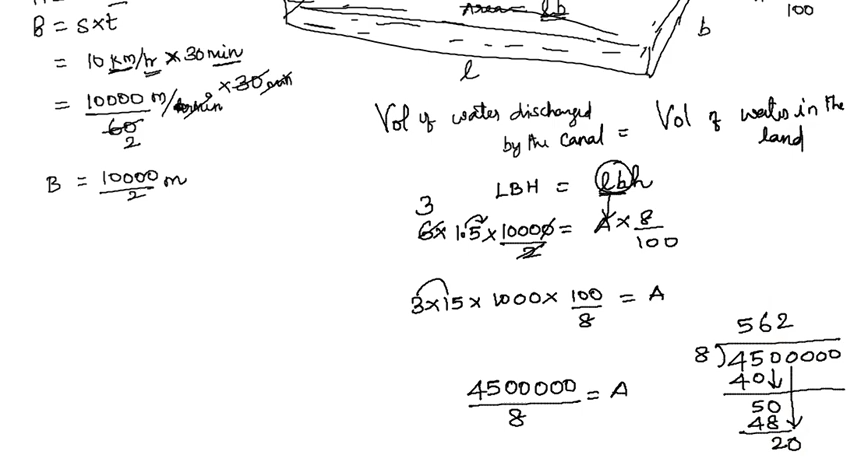 Area = lb
100
B = s×t
b
= 10 km/hr × 30 min
l
= 10000 m/ min × 30 min
60
2
Vol of water discharged by the canal = Vol of water in the land
B = 10000 m
2
LBH = lbh
3
6 × 1.5 × 10000 = A × 8
2 100
3 × 15 × 1000 × 100 = A
8
562
8)4500000
40
4500000 = A
8
50
48
20